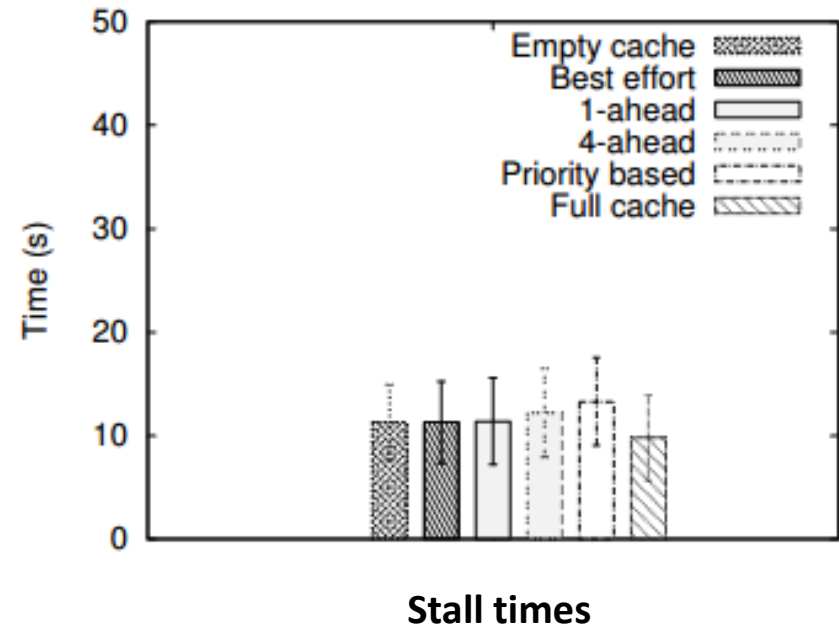 50
Empty cache
Best effort
40
1-ahead
4-ahead
Priority based
30
Full cache
Time (s)
20
10
0
Stall times